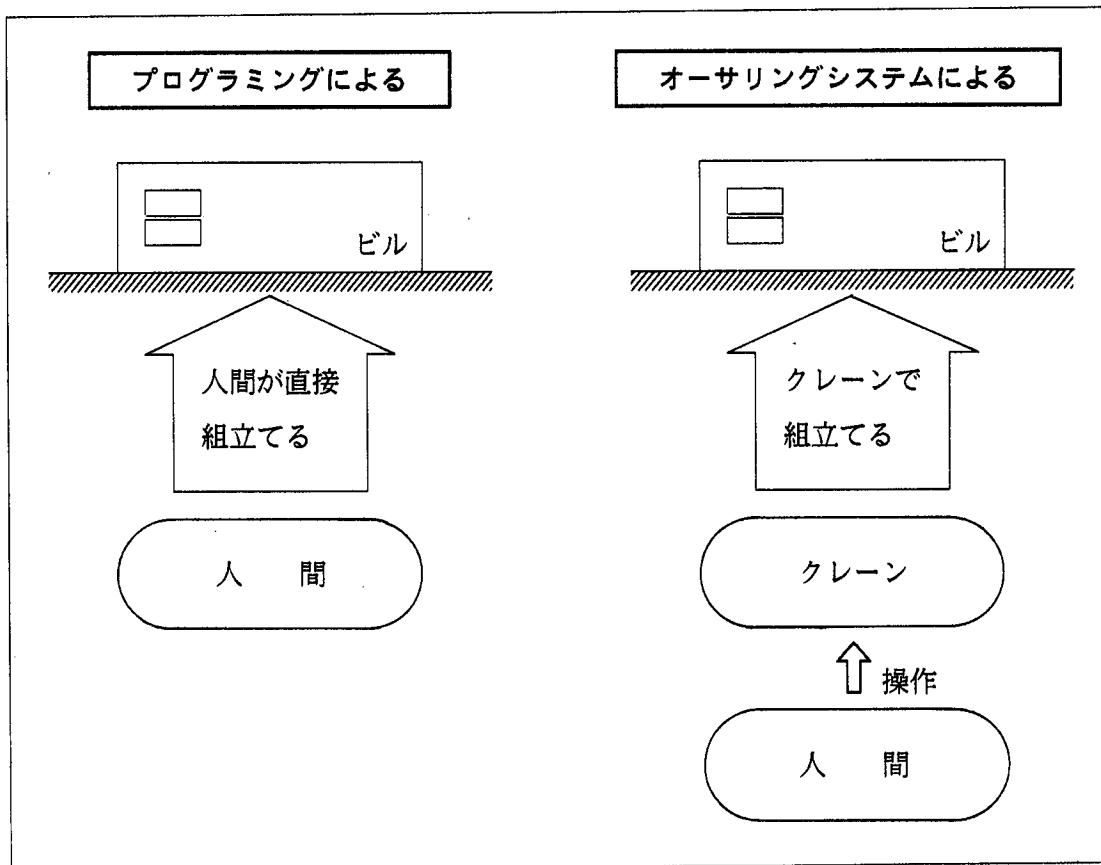 プログラミングによる
ビル
人間が直接
組立てる
人　　間
オーサリングシステムによる
ビル
クレーンで
組立てる
クレーン
操作
人　　間